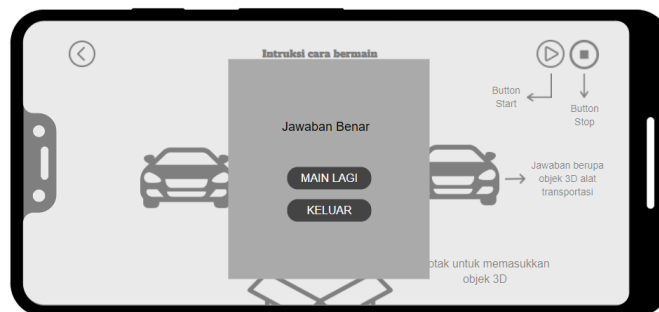 Intruksi cara bermain
Button
Start
Button
Stop
Jawaban Benar
Jawaban berupa
objek 3D alat
transportasi
MAIN LAGI
KELUAR
untuk memasukkan
objek 3D